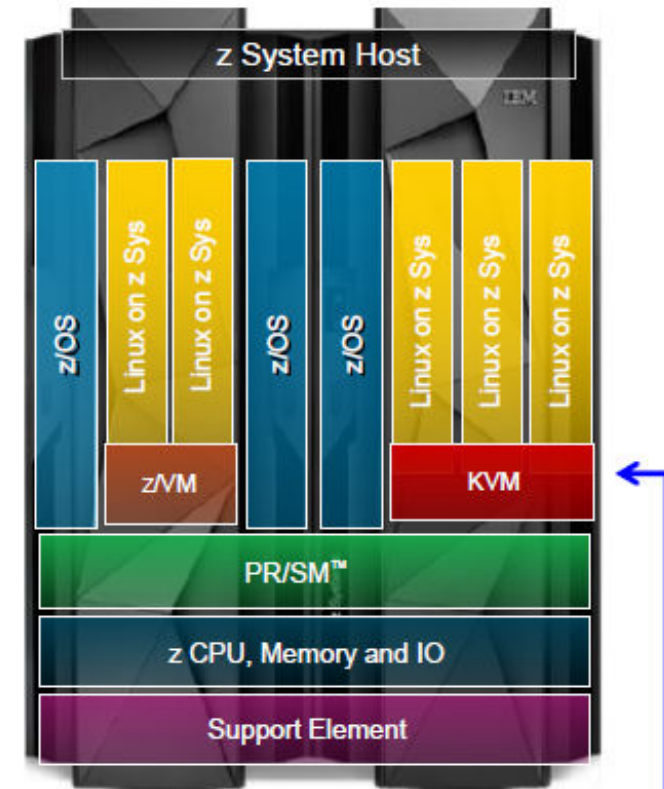 z System Host
IBM
z/OS
Linux on z Sys
Linux on z Sys
z/OS
z/OS
Linux on z Sys
Linux on z Sys
Linux on z Sys
z/VM
KVM
PR/SM™
z CPU, Memory and IO
Support Element